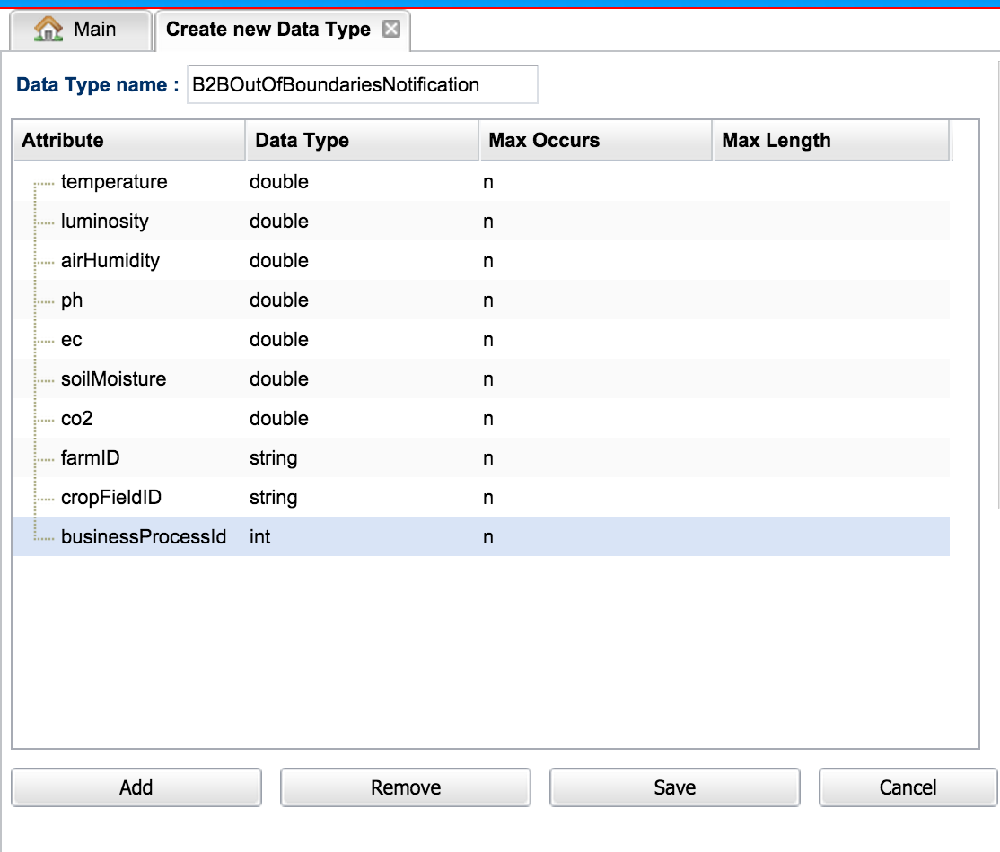 Main Create new Data Type
Data Type name : B2BOutOfBoundariesNotification
Attribute Data Type Max Occurs Max Length
temperature double n
luminosity double n
airHumidity double n
ph double n
ec double n
soilMoisture double n
co2 double n
farmID string n
cropFieldID string n
businessProcessId int n
Add Remove Save Cancel